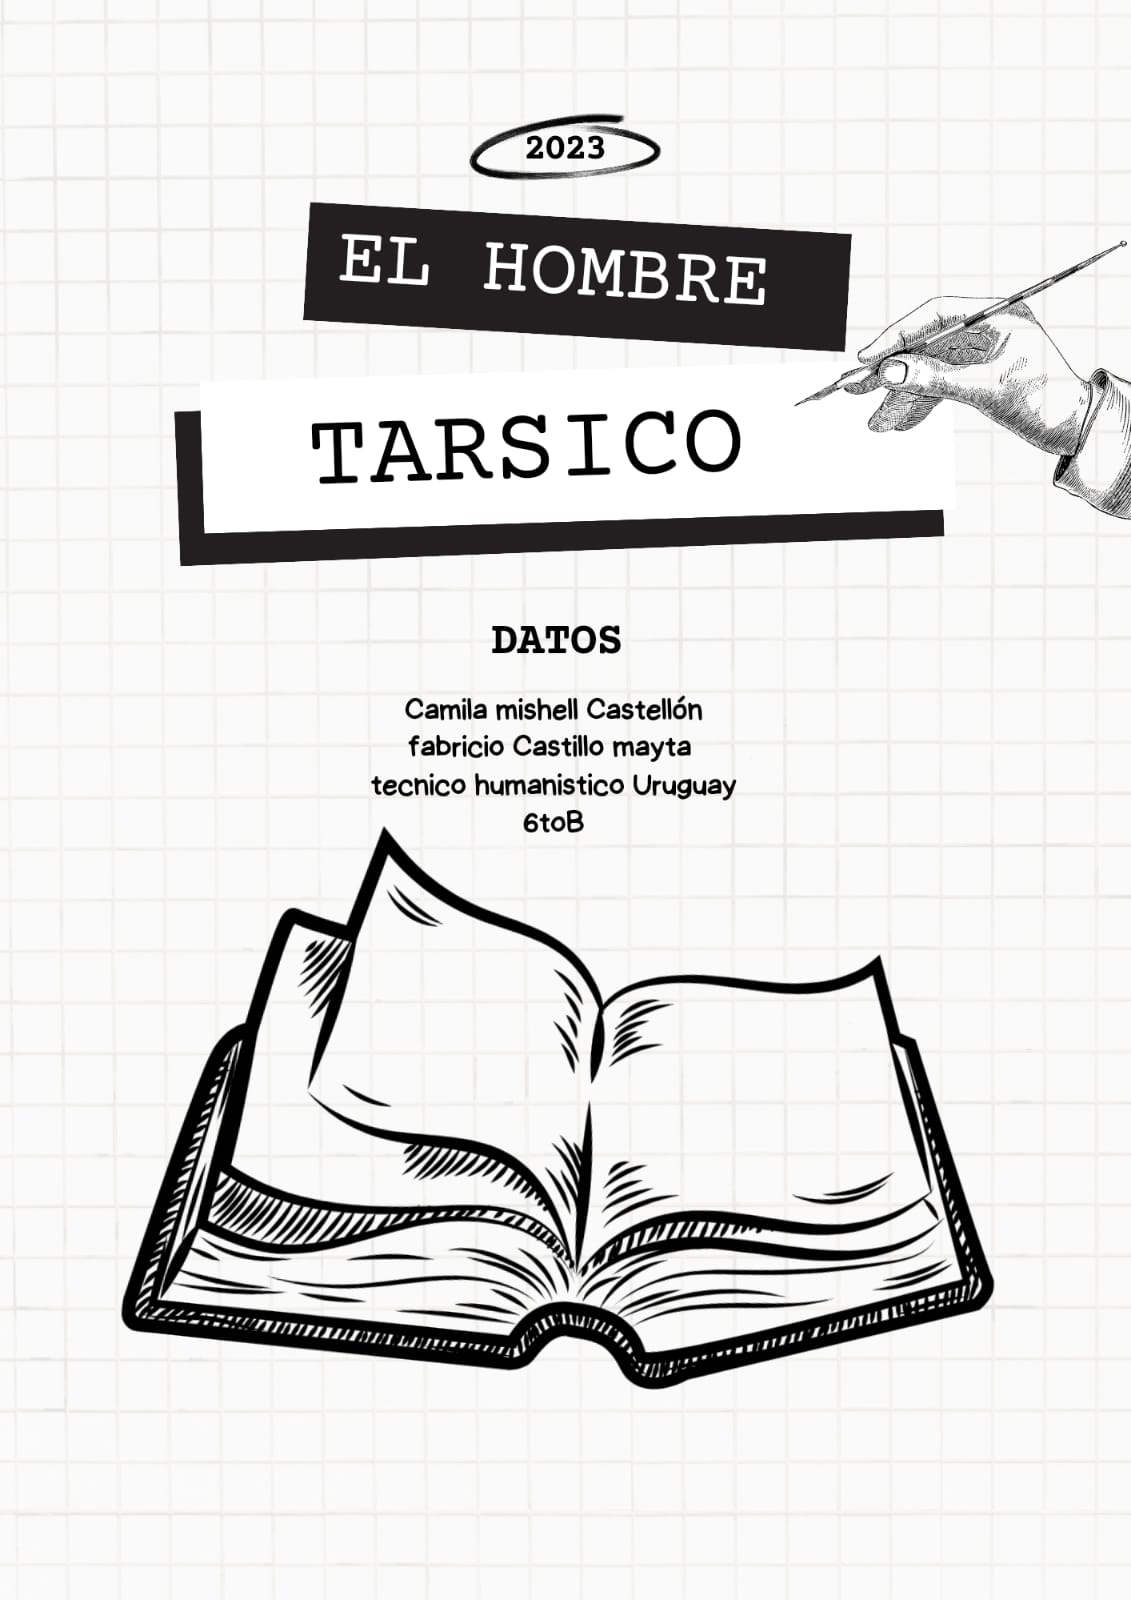 2023
EL HOMBRE
TARSICO
DATOS
Camila mishell Castellón
fabricio Castillo mayta
tecnico humanistico Uruguay
6toB